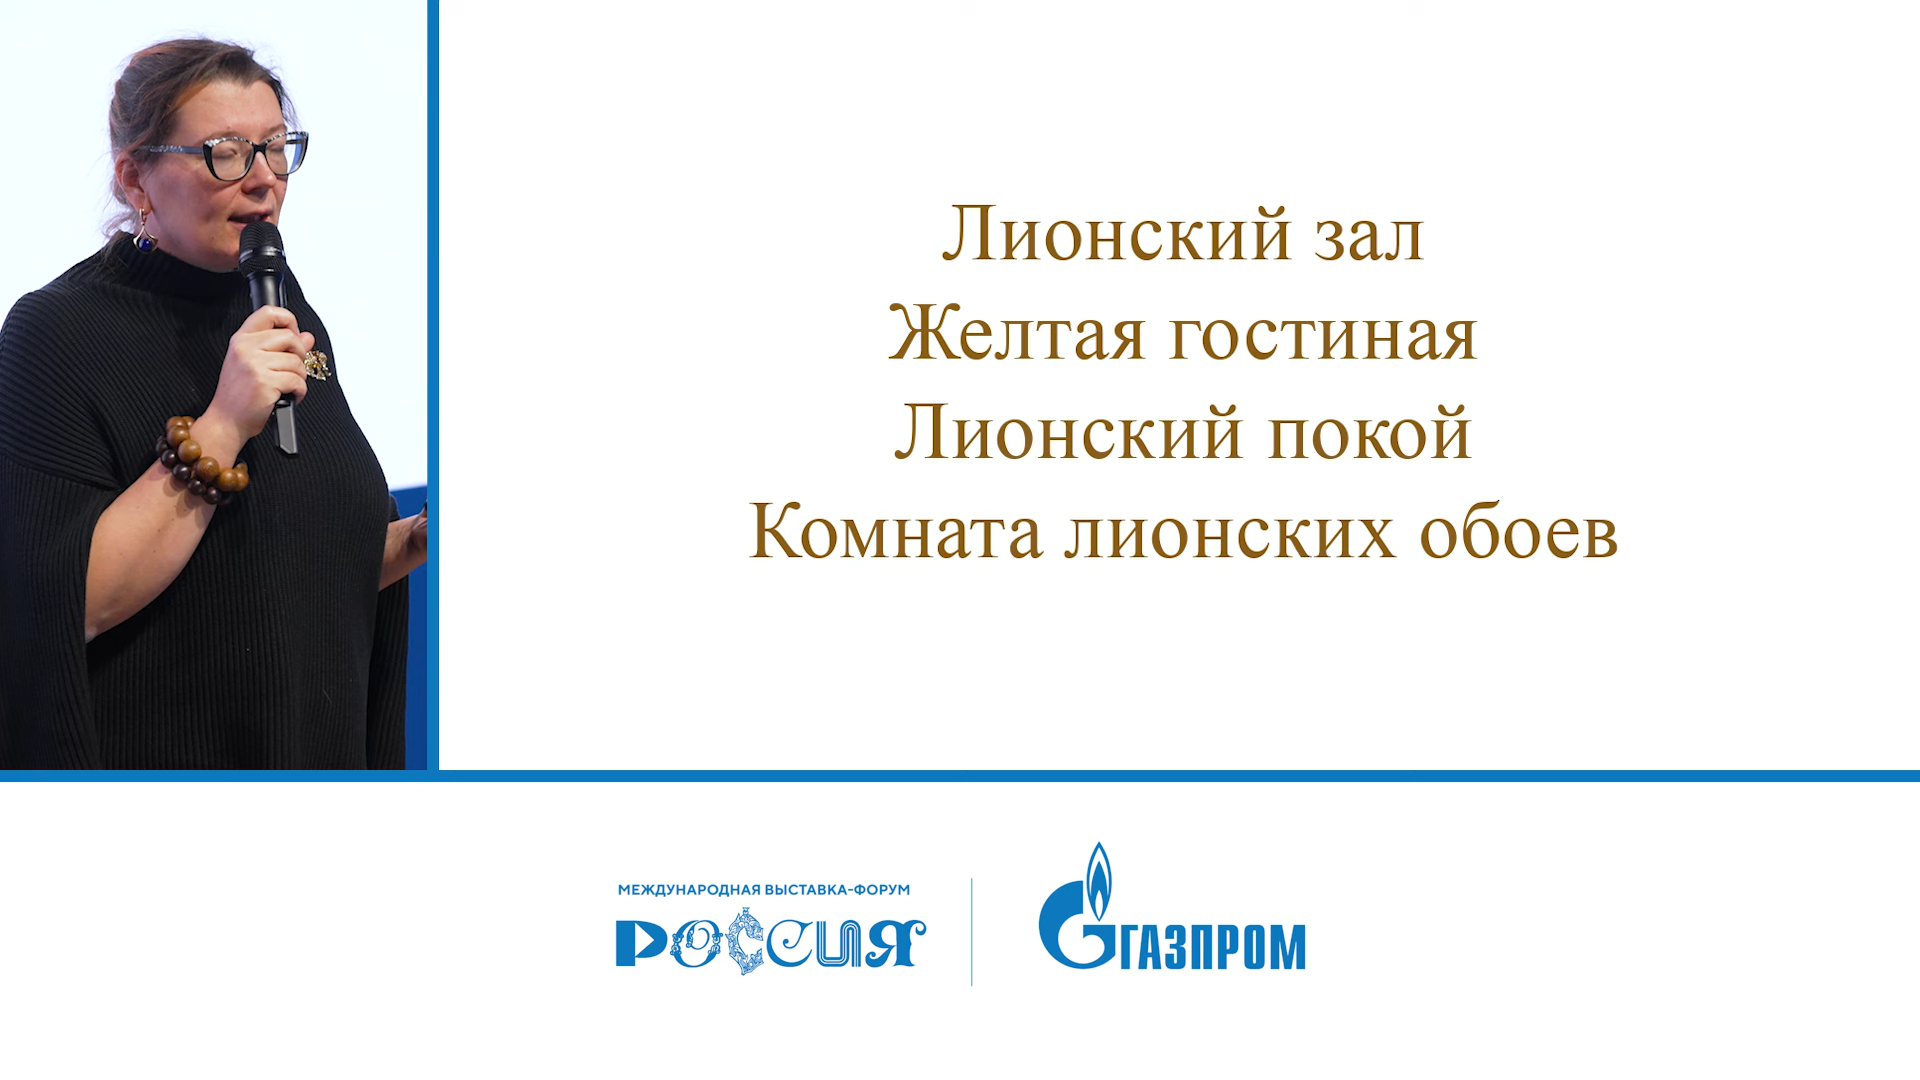 Лионский зал
Желтая гостиная
Лионский покой
Комната лионских обоев
МЕЖДУНАРОДНАЯ ВЫСТАВКА-ФОРУМ
РОССИЯ
ГАЗПРОМ